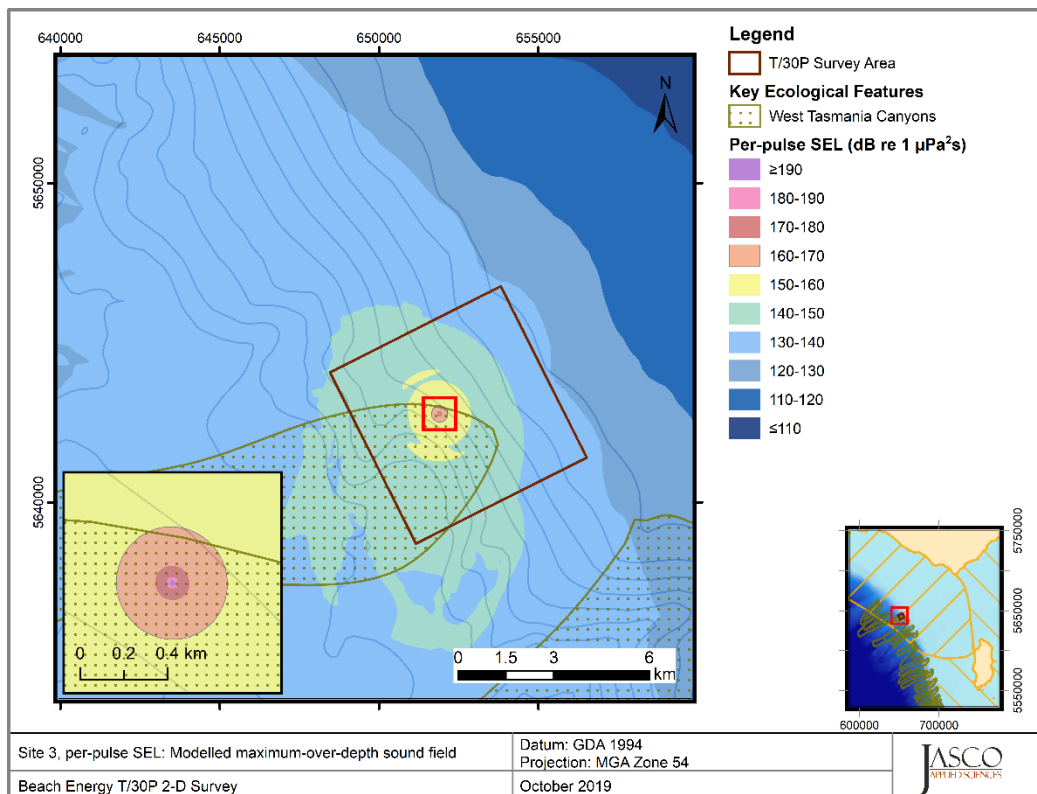 640000 645000 650000 655000
5650000
5640000
N
Legend
T/30P Survey Area
Key Ecological Features
West Tasmania Canyons
Per-pulse SEL (dB re 1 µPa²s)
≥190
180-190
170-180
160-170
150-160
140-150
130-140
120-130
110-120
≤110
0 0.2 0.4 km
0 1.5 3 6
km
5750000
5650000
5550000
600000 700000
Site 3, per-pulse SEL: Modelled maximum-over-depth sound field
Datum: GDA 1994
Projection: MGA Zone 54
Beach Energy T/30P 2-D Survey
October 2019
JASCO
APPLIED SCIENCES